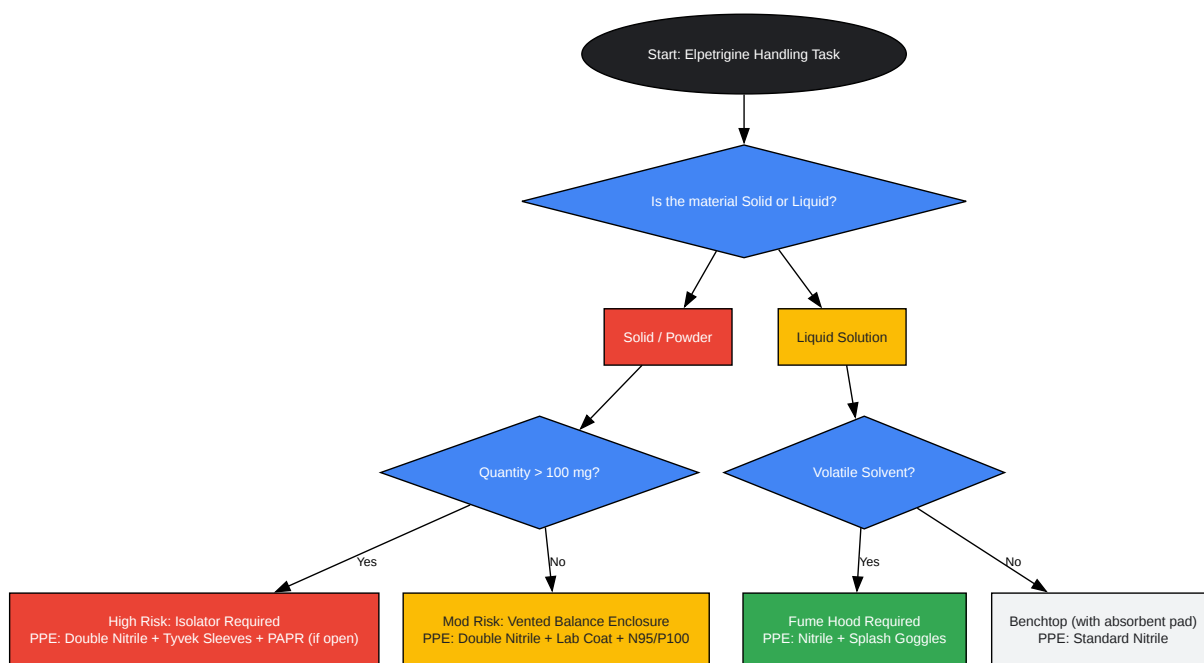 Start: Elpetrigine Handling Task
Is the material Solid or Liquid?
Solid / Powder
Liquid Solution
Quantity > 100 mg?
Volatile Solvent?
Yes
No
Yes
No
High Risk: Isolator Required
PPE: Double Nitrile + Tyvek Sleeves + PAPR (if open)
Mod Risk: Vented Balance Enclosure
PPE: Double Nitrile + Lab Coat + N95/P100
Fume Hood Required
PPE: Nitrile + Splash Goggles
Benchtop (with absorbent pad)
PPE: Standard Nitrile